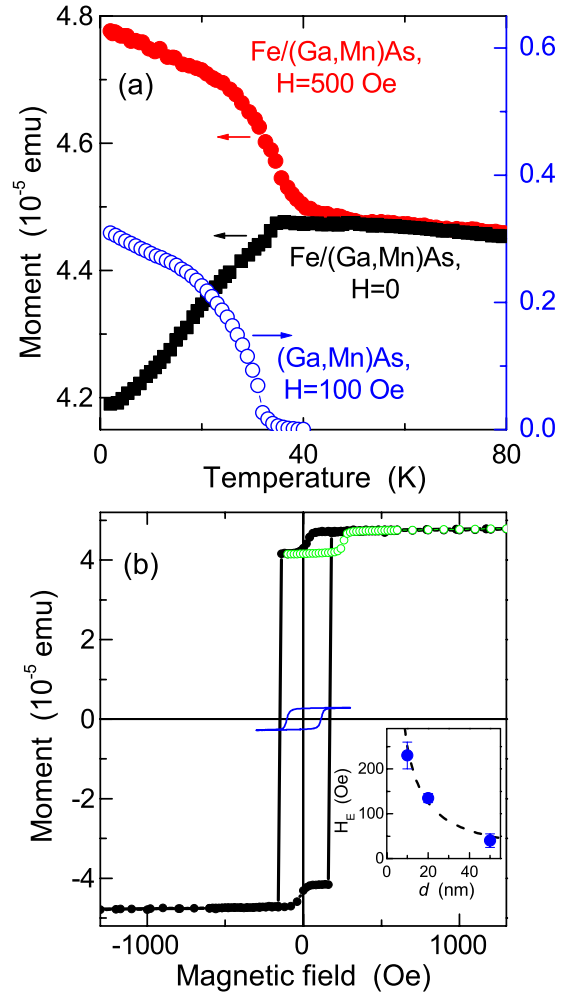 4.8
4.6
4.4
4.2
Moment (10⁻⁵ emu)
(a)
Fe/(Ga,Mn)As,
H=500 Oe
Fe/(Ga,Mn)As,
H=0
(Ga,Mn)As,
H=100 Oe
0.6
0.4
0.2
0.0
0
40
80
Temperature (K)
(b)
4
2
0
-2
-4
Moment (10⁻⁵ emu)
-1000
0
1000
Magnetic field (Oe)
200
100
0
H_E (Oe)
0
20
40
d (nm)